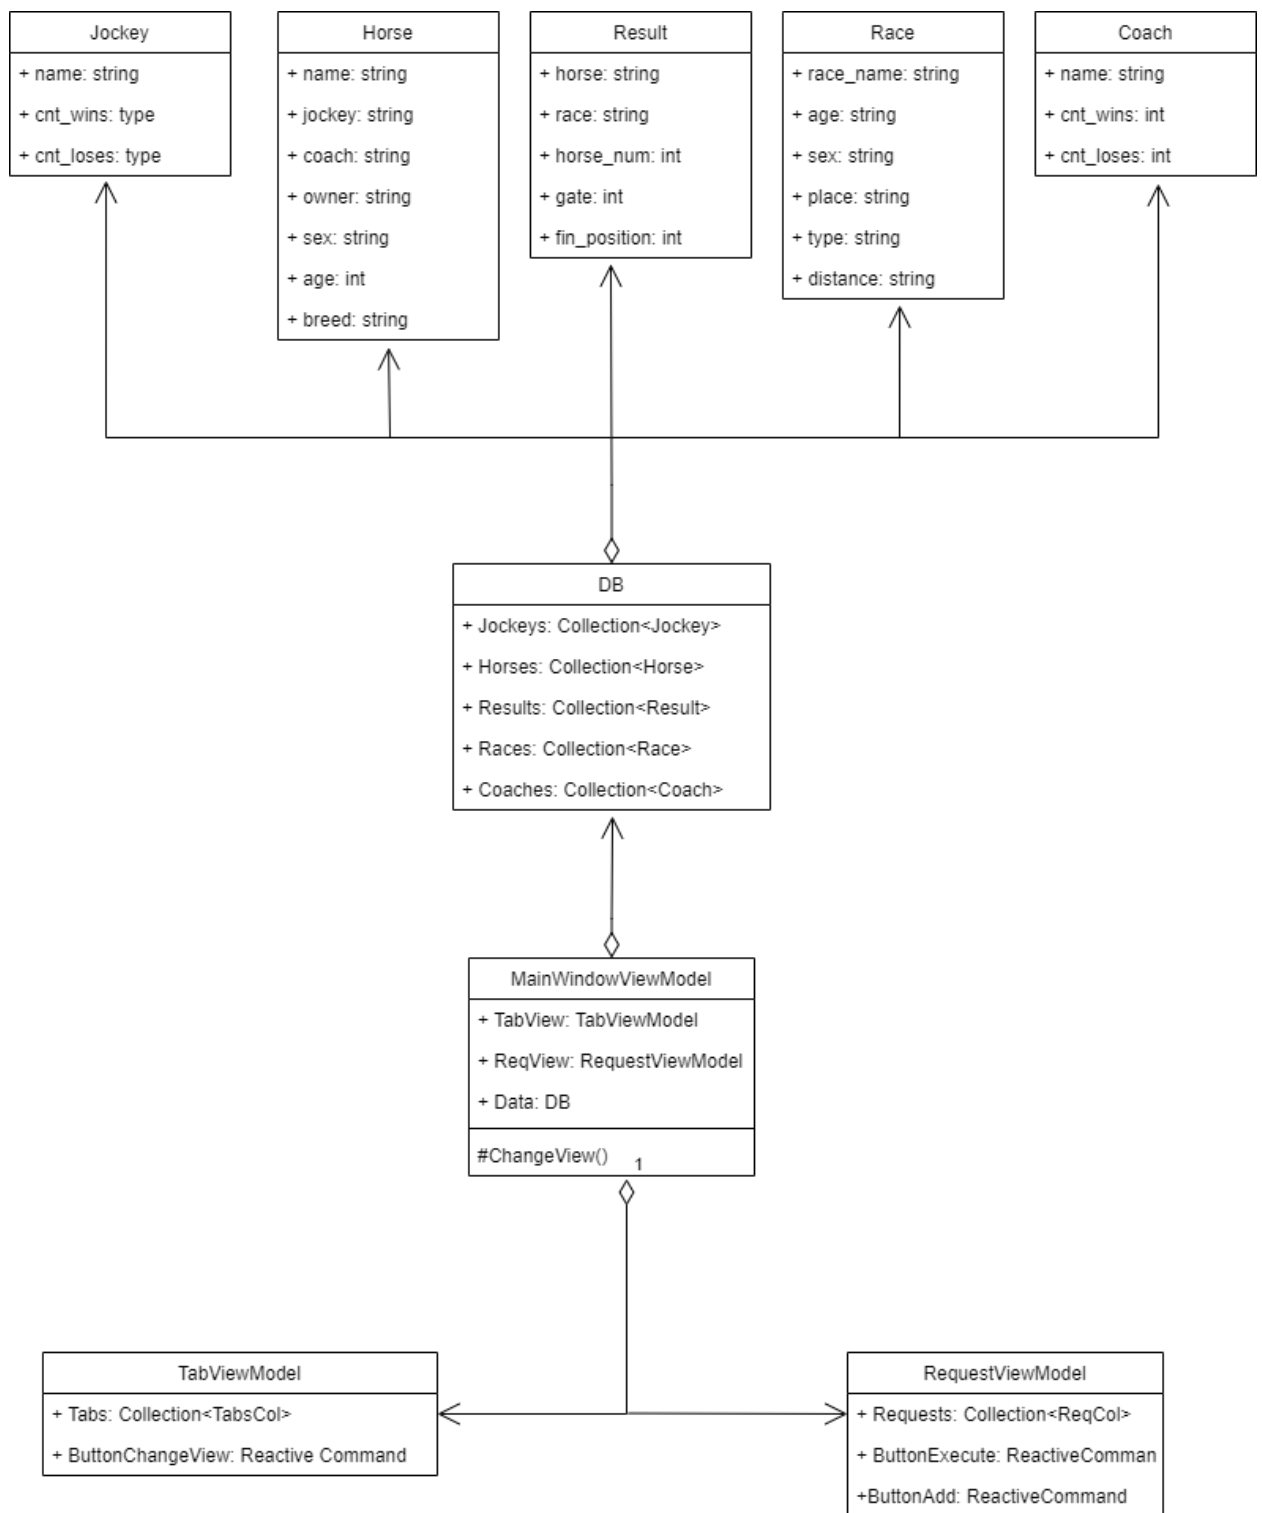 Jockey
+ name: string
+ cnt_wins: type
+ cnt_loses: type
Horse
+ name: string
+ jockey: string
+ coach: string
+ owner: string
+ sex: string
+ age: int
+ breed: string
Result
+ horse: string
+ race: string
+ horse_num: int
+ gate: int
+ fin_position: int
Race
+ race_name: string
+ age: string
+ sex: string
+ place: string
+ type: string
+ distance: string
Coach
+ name: string
+ cnt_wins: int
+ cnt_loses: int
DB
+ Jockeys: Collection<Jockey>
+ Horses: Collection<Horse>
+ Results: Collection<Result>
+ Races: Collection<Race>
+ Coaches: Collection<Coach>
MainWindowViewModel
+ TabView: TabViewModel
+ ReqView: RequestViewModel
+ Data: DB
#ChangeView()
1
TabViewModel
+ Tabs: Collection<TabsCol>
+ ButtonChangeView: Reactive Command
RequestViewModel
+ Requests: Collection<ReqCol>
+ ButtonExecute: ReactiveComman
+ButtonAdd: ReactiveCommand